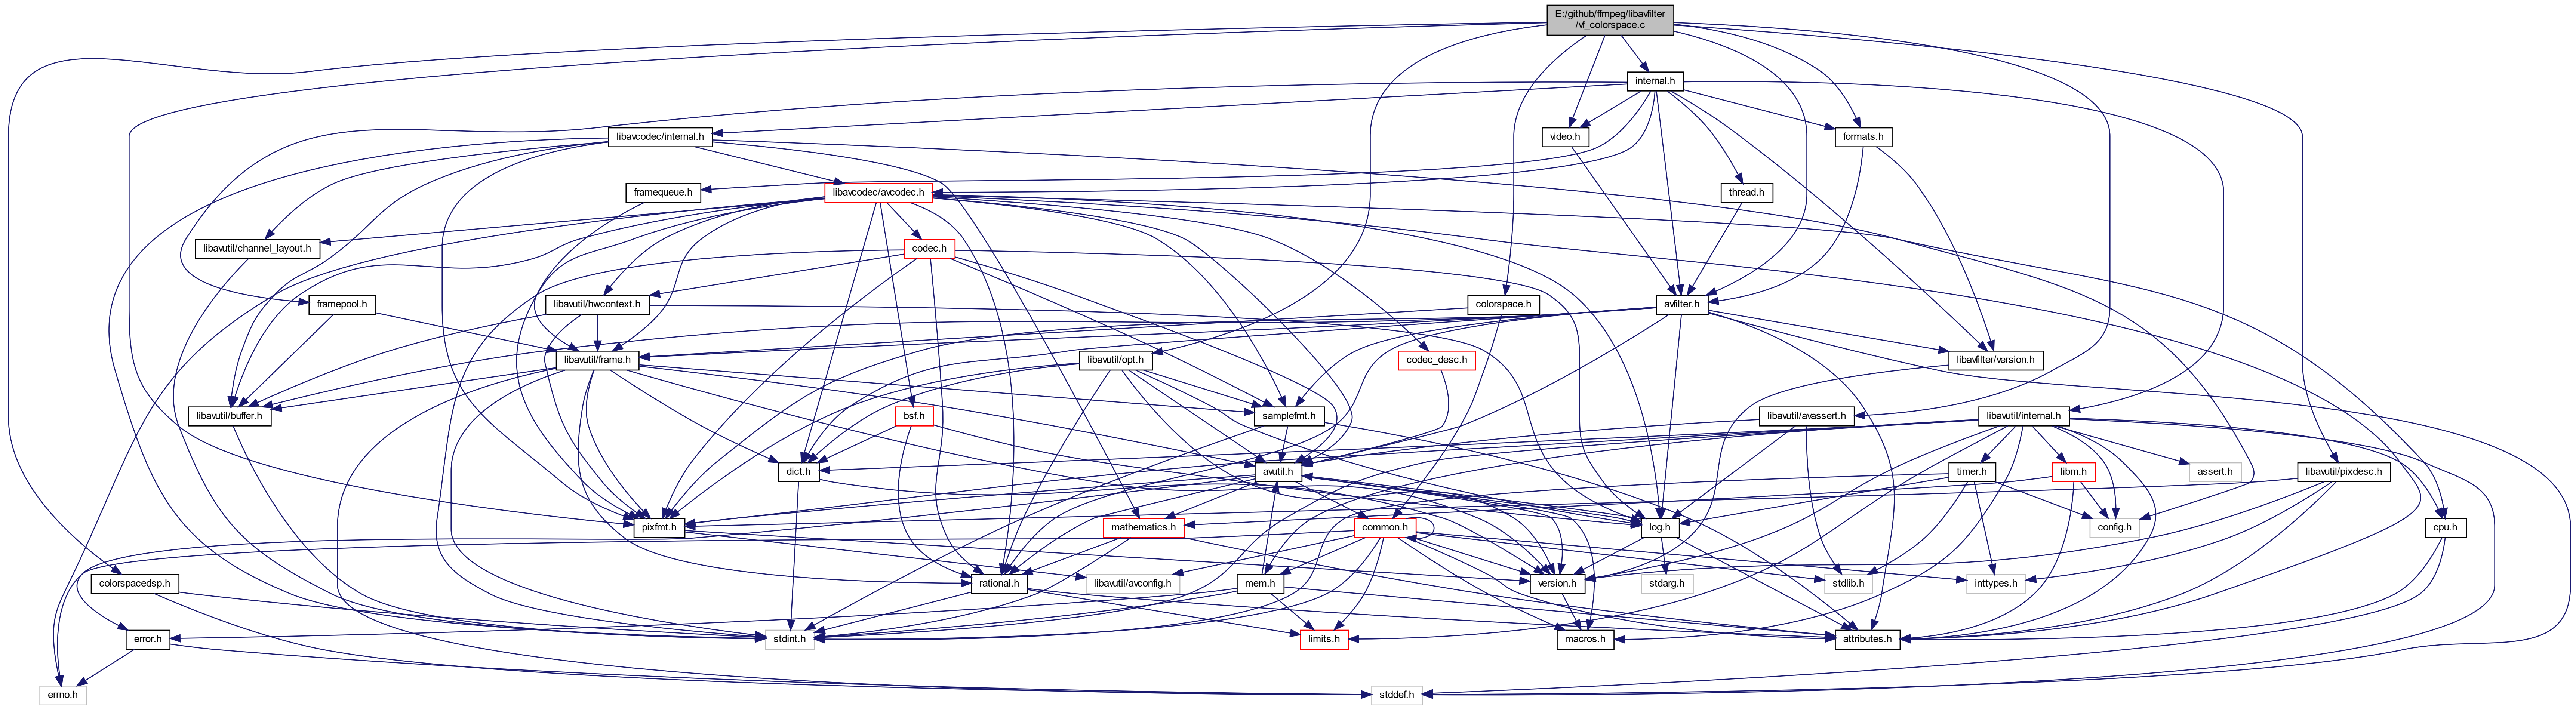 E:/github/ffmpeg/libavfilter
/vf_colorspace.c
internal.h
libavcodec/internal.h
video.h
formats.h
framequeue.h
libavcodec/avcodec.h
thread.h
libavutil/channel_layout.h
codec.h
framepool.h
libavutil/hwcontext.h
colorspace.h
avfilter.h
libavutil/frame.h
libavutil/opt.h
codec_desc.h
libavfilter/version.h
libavutil/buffer.h
bsf.h
samplefmt.h
libavutil/avassert.h
libavutil/internal.h
dict.h
avutil.h
timer.h
libm.h
assert.h
libavutil/pixdesc.h
pixfmt.h
mathematics.h
common.h
log.h
config.h
cpu.h
colorspacedsp.h
rational.h
libavutil/avconfig.h
mem.h
version.h
stdarg.h
stdlib.h
inttypes.h
error.h
stdint.h
limits.h
macros.h
attributes.h
errno.h
stddef.h